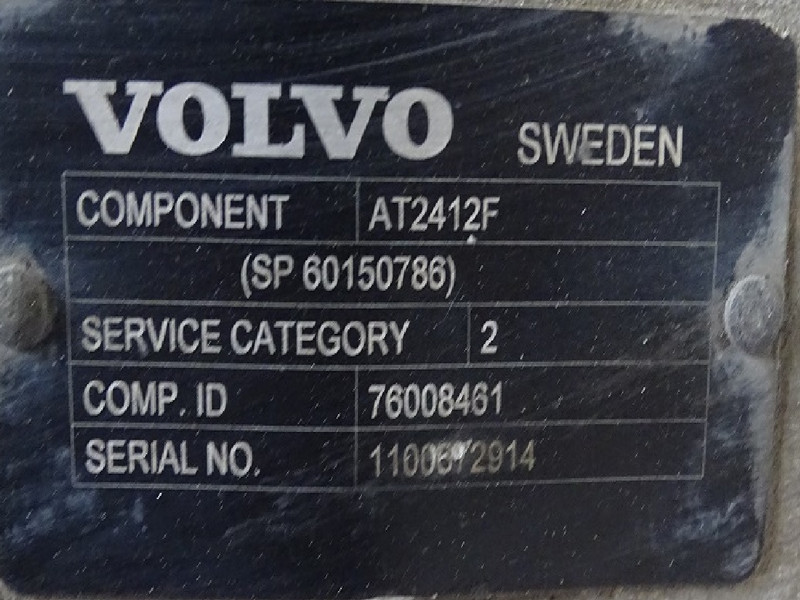 VOLVO SWEDEN
COMPONENT AT2412F
(SP 60150786)
SERVICE CATEGORY 2
COMP. ID 76008461
SERIAL NO.